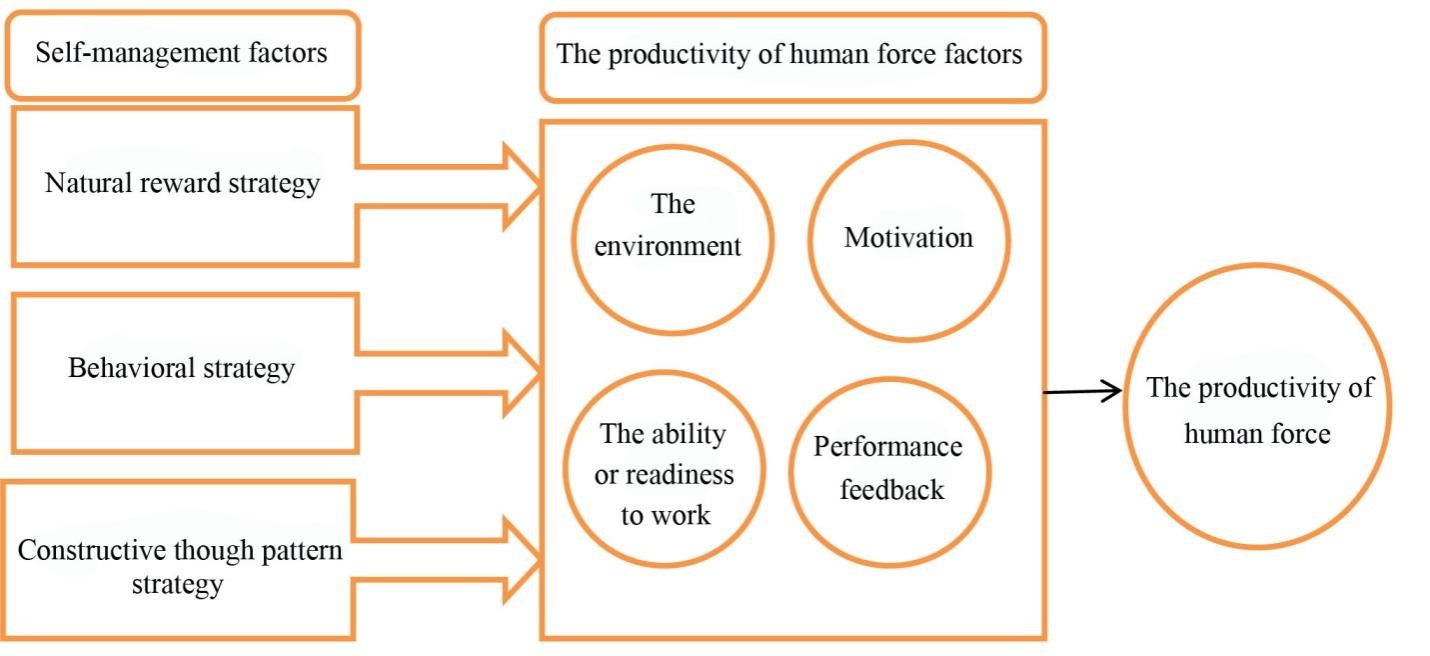 Self-management factors
The productivity of human force factors
Natural reward strategy
The
environment
Motivation
Behavioral strategy
The ability
or readiness
to work
Performance
feedback
The productivity of
human force
Constructive though pattern
strategy